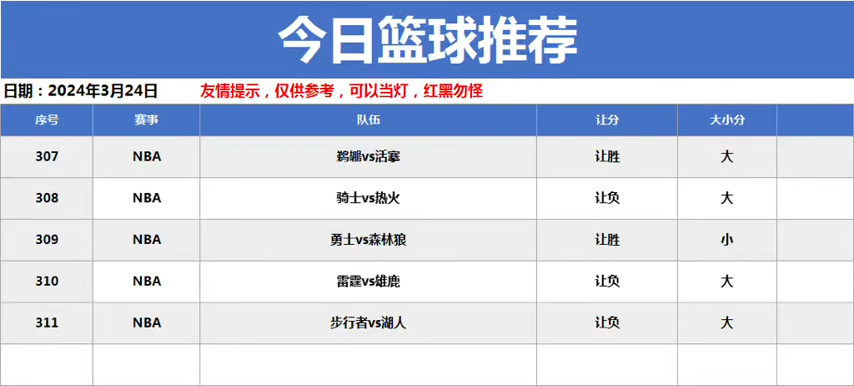 今日篮球推荐
日期：2024年3月24日 友情提示，仅供参考，可以当灯，红黑勿怪
序号 赛事 队伍 让分 大小分
307 NBA 鹈鹕vs活塞 让胜 大
308 NBA 骑士vs热火 让负 大
309 NBA 勇士vs森林狼 让胜 小
310 NBA 雷霆vs雄鹿 让负 大
311 NBA 步行者vs湖人 让负 大